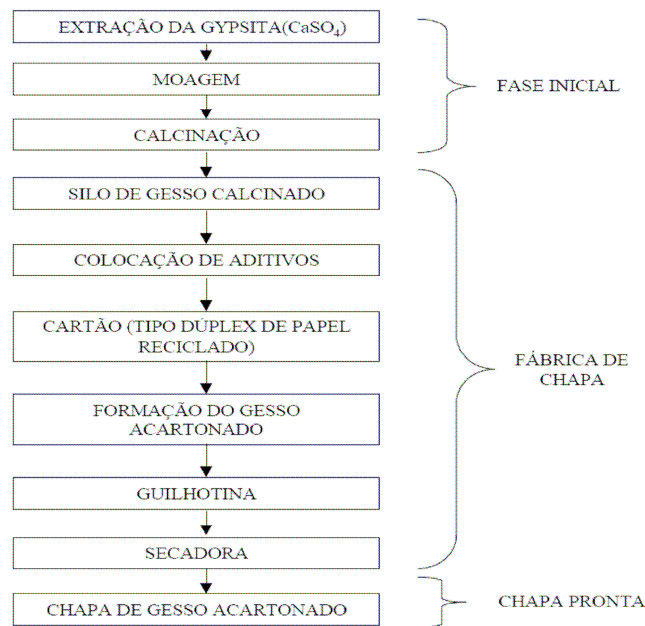 EXTRAÇÃO DA GYPSITA(CaSO₄)
MOAGEM
FASE INICIAL
CALCINAÇÃO
SILO DE GESSO CALCINADO
COLOCAÇÃO DE ADITIVOS
CARTÃO (TIPO DÚPLEX DE PAPEL
RECICLADO)
FÁBRICA DE
CHAPA
FORMAÇÃO DO GESSO
ACARTONADO
GUILHOTINA
SECADORA
CHAPA DE GESSO ACARTONADO
CHAPA PRONTA